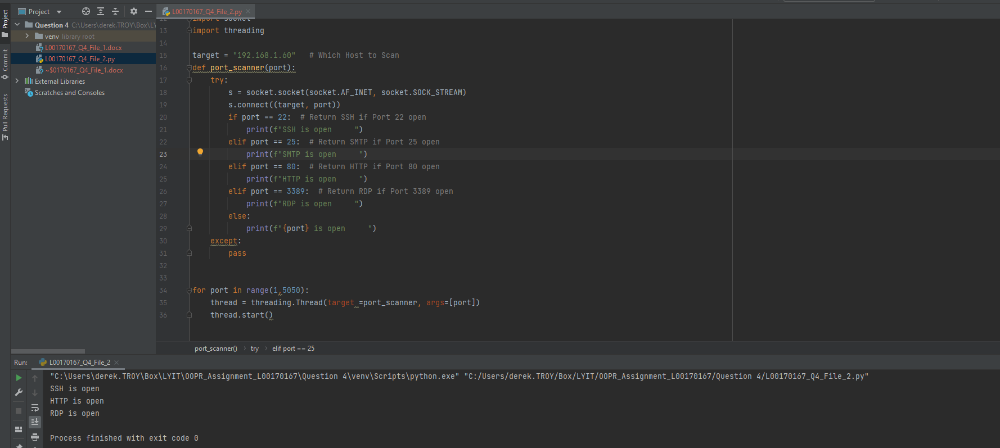 Project
L00170167_Q4_File_2.py
Project
Commit
Pull Requests
Question 4 C:\Users\derek.TROY\Box\LY
venv library root
L00170167_Q4_File_1.docx
L00170167_Q4_File_2.py
~$0170167_Q4_File_1.docx
External Libraries
Scratches and Consoles
12 import socket
13 import threading
14
15 target = "192.168.1.60"   # Which Host to Scan
16 def port_scanner(port):
17     try:
18         s = socket.socket(socket.AF_INET, socket.SOCK_STREAM)
19         s.connect((target, port))
20         if port == 22:  # Return SSH if Port 22 open
21             print(f"SSH is open     ")
22         elif port == 25:  # Return SMTP if Port 25 open
23             print(f"SMTP is open     ")
24         elif port == 80:  # Return HTTP if Port 80 open
25             print(f"HTTP is open     ")
26         elif port == 3389:  # Return RDP if Port 3389 open
27             print(f"RDP is open     ")
28         else:
29             print(f"{port} is open     ")
30     except:
31         pass
32
33
34 for port in range(1,5050):
35     thread = threading.Thread(target =port_scanner, args=[port])
36     thread.start()
port_scanner() › try › elif port == 25
Run: L00170167_Q4_File_2
"C:\Users\derek.TROY\Box\LYIT\OOPR_Assignment_L00170167\Question 4\venv\Scripts\python.exe" "C:/Users/derek.TROY/Box/LYIT/OOPR_Assignment_L00170167/Question 4/L00170167_Q4_File_2.py"
SSH is open
HTTP is open
RDP is open
Process finished with exit code 0